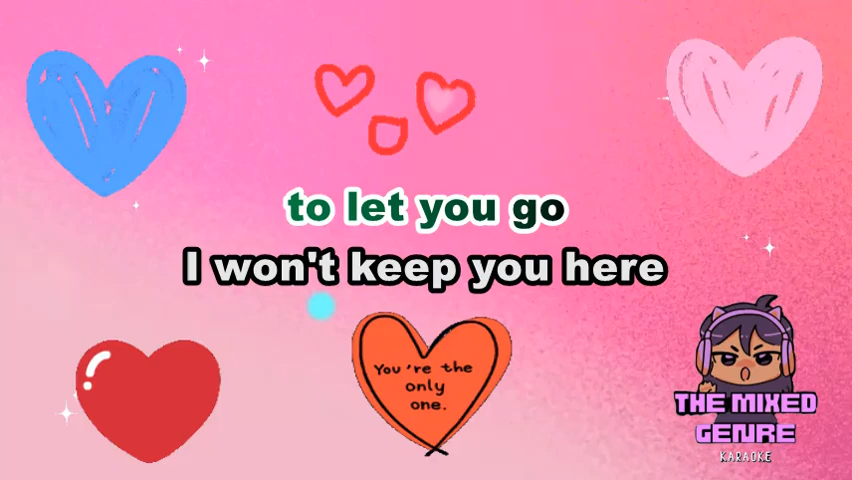 to let you go
I won't keep you here
You're the
only
one.
THE MIXED
GENRE
KARAOKE